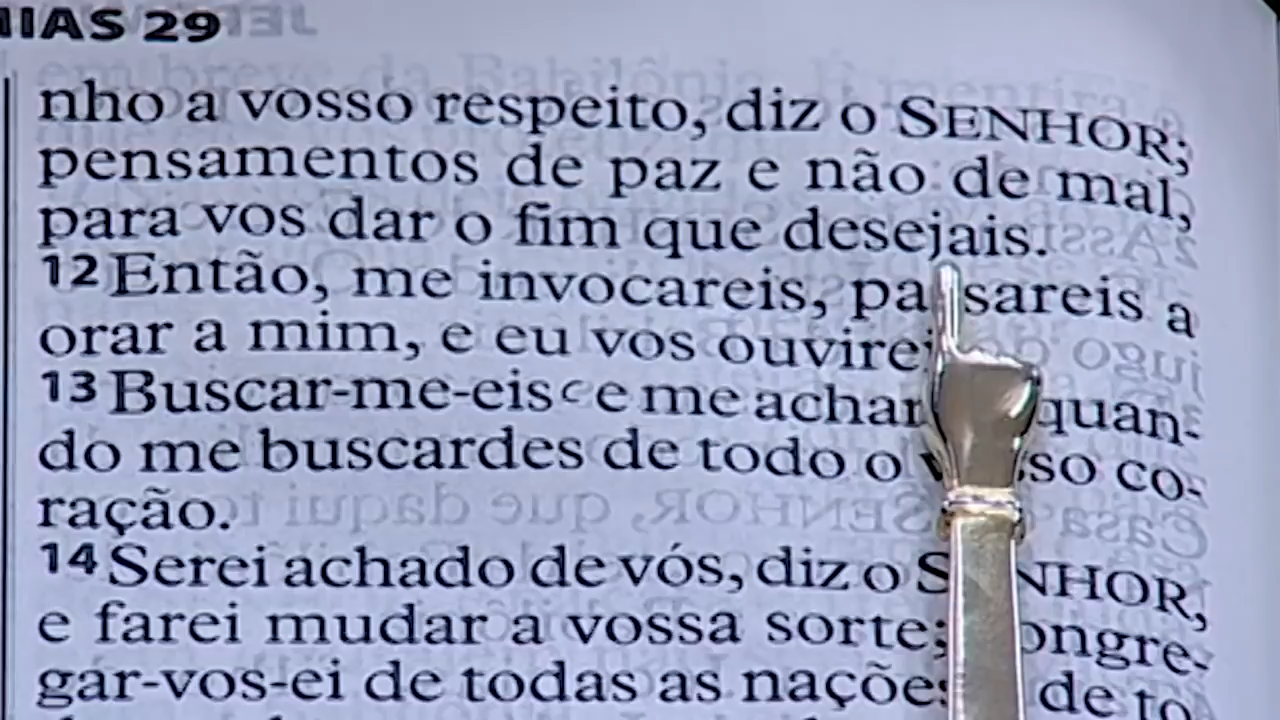 IAS 29
nho a vosso respeito, diz o SENHOR;
pensamentos de paz e não de mal,
para vos dar o fim que desejais.
12 Então, me invocareis, pa sareis a
orar a mim, e eu vos ouvirei
13 Buscar-me-eis c e me achar quan-
do me buscardes de todo o v sso co-
ração.
14 Serei achado de vós, diz o S NHOR,
e farei mudar a vossa sorte; ongre-
gar-vos-ei de todas as nações de to